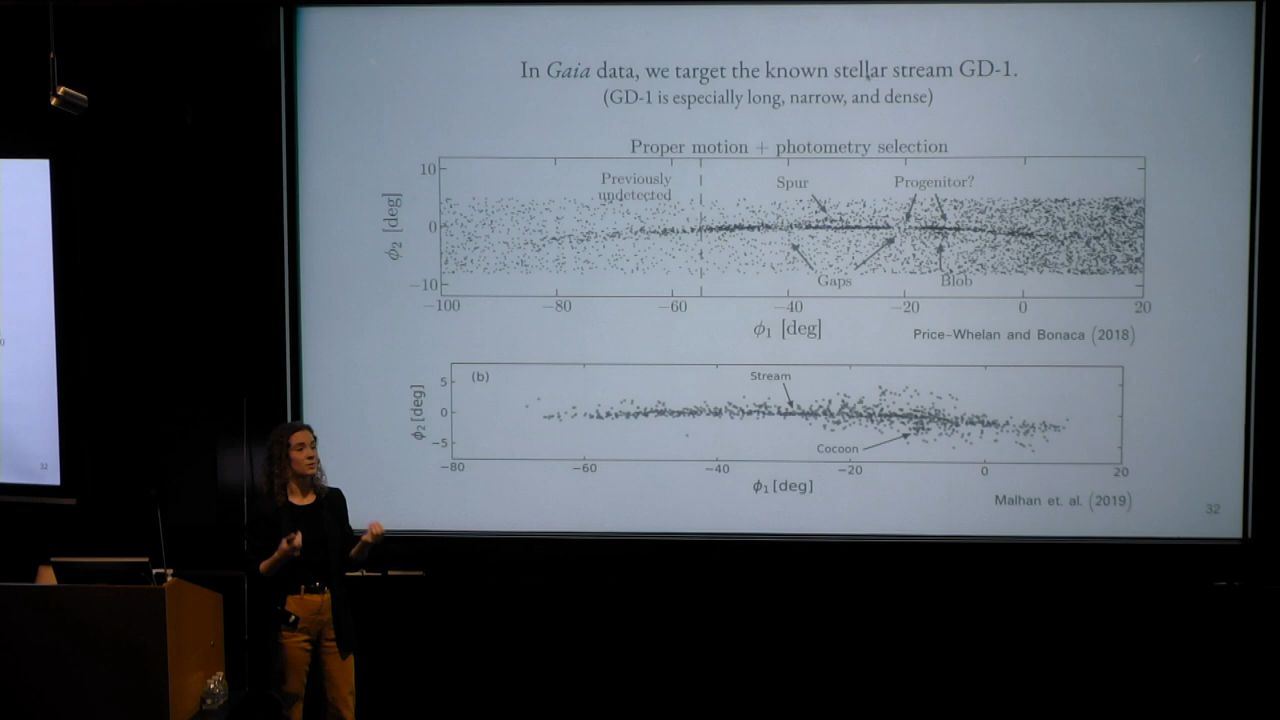 In Gaia data, we target the known stellar stream GD-1.
(GD-1 is especially long, narrow, and dense)
Proper motion + photometry selection
Previously
undetected
Spur
Progenitor?
Gaps
Blob
ϕ2 [deg]
10
0
−10
−100 −80 −60 −40 −20 0 20
ϕ1 [deg]
Price-Whelan and Bonaca (2018)
(b)
Stream
Cocoon
ϕ2 [deg]
5
0
−5
−80 −60 −40 −20 0 20
ϕ1 [deg]
Malhan et. al. (2019)
32
0
32